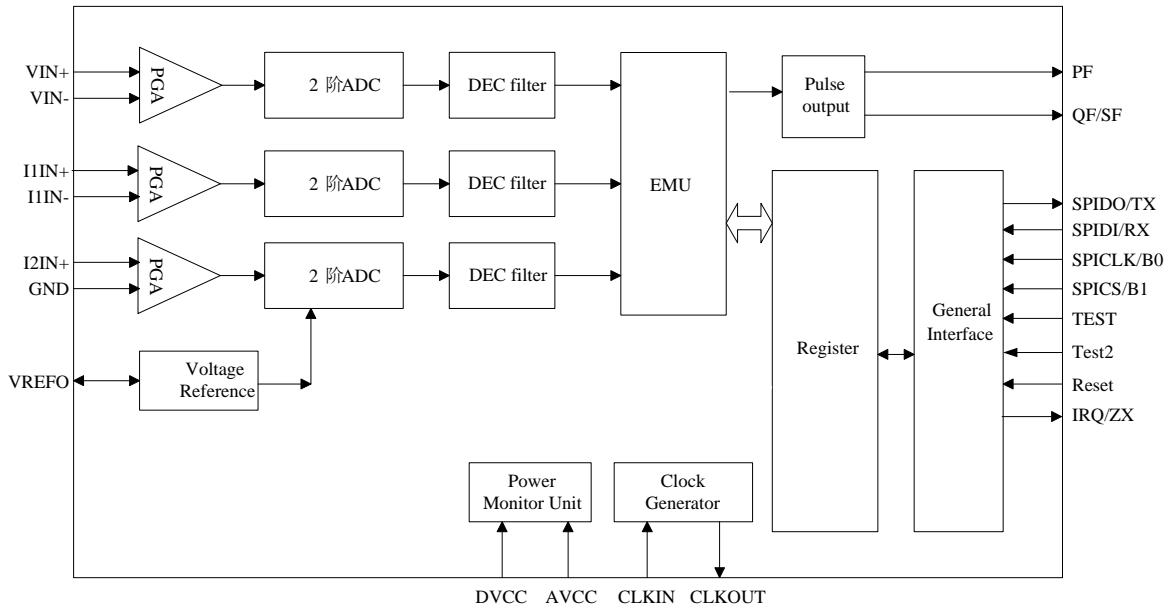 VIN+
VIN-
PGA
2 阶ADC
DEC filter
Pulse
output
PF
QF/SF
I1IN+
I1IN-
PGA
2 阶ADC
DEC filter
EMU
I2IN+
GND
PGA
2 阶ADC
DEC filter
VREFO
Voltage
Reference
Register
General
Interface
SPIDO/TX
SPIDI/RX
SPICLK/B0
SPICS/B1
TEST
Test2
Reset
IRQ/ZX
Power
Monitor Unit
Clock
Generator
DVCC
AVCC
CLKIN
CLKOUT